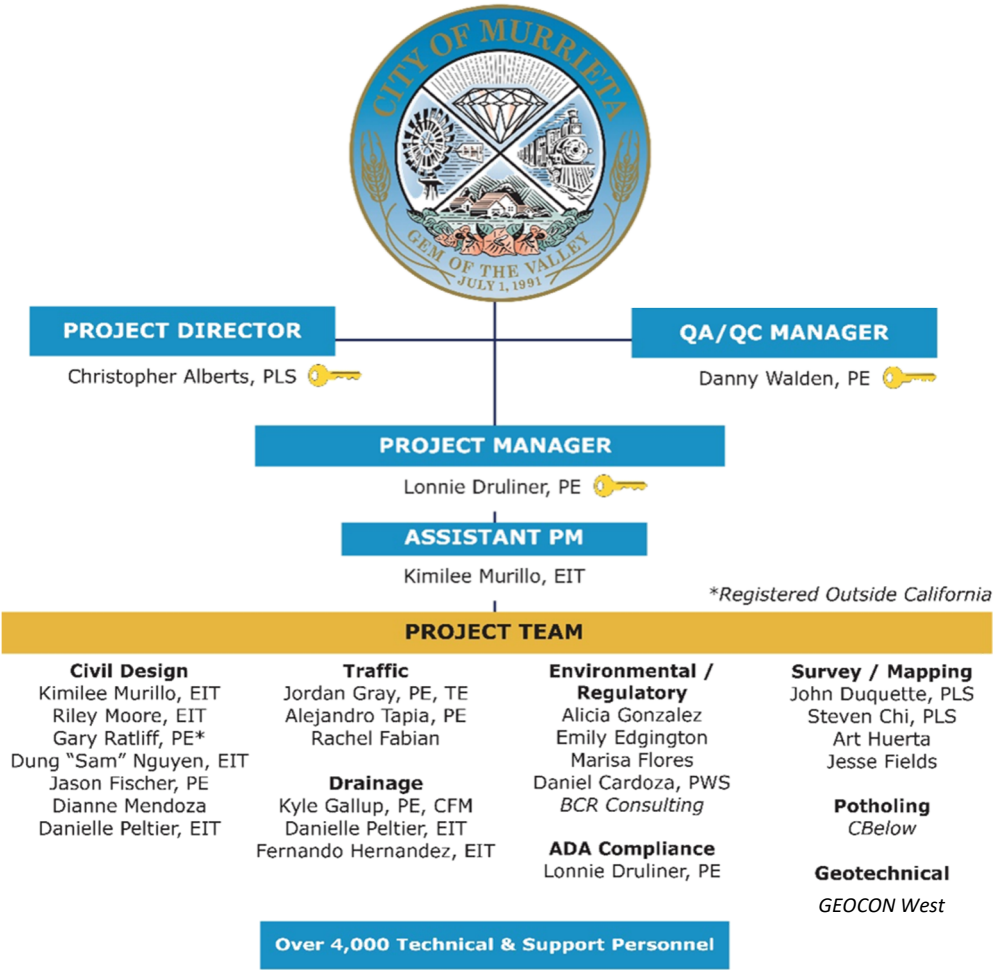 CITY OF MURRIETA
GEM OF THE VALLEY
JULY 1, 1991
PROJECT DIRECTOR
Christopher Alberts, PLS
QA/QC MANAGER
Danny Walden, PE
PROJECT MANAGER
Lonnie Druliner, PE
ASSISTANT PM
Kimilee Murillo, EIT
*Registered Outside California
PROJECT TEAM
Civil Design
Kimilee Murillo, EIT
Riley Moore, EIT
Gary Ratliff, PE*
Dung “Sam” Nguyen, EIT
Jason Fischer, PE
Dianne Mendoza
Danielle Peltier, EIT
Traffic
Jordan Gray, PE, TE
Alejandro Tapia, PE
Rachel Fabian
Drainage
Kyle Gallup, PE, CFM
Danielle Peltier, EIT
Fernando Hernandez, EIT
Environmental /
Regulatory
Alicia Gonzalez
Emily Edgington
Marisa Flores
Daniel Cardoza, PWS
BCR Consulting
ADA Compliance
Lonnie Druliner, PE
Survey / Mapping
John Duquette, PLS
Steven Chi, PLS
Art Huerta
Jesse Fields
Potholing
CBelow
Geotechnical
GEOCON West
Over 4,000 Technical & Support Personnel